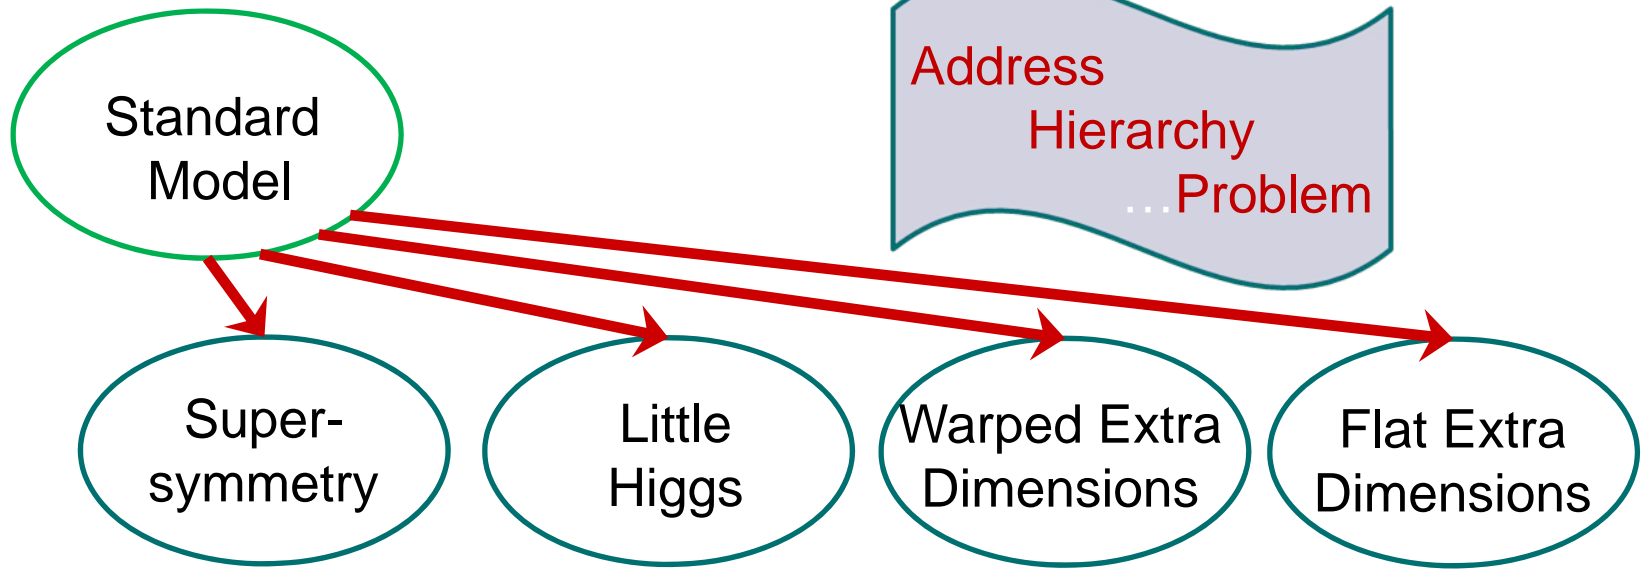 Standard
Model
Address
Hierarchy
...Problem
Super-
symmetry
Little
Higgs
Warped Extra
Dimensions
Flat Extra
Dimensions